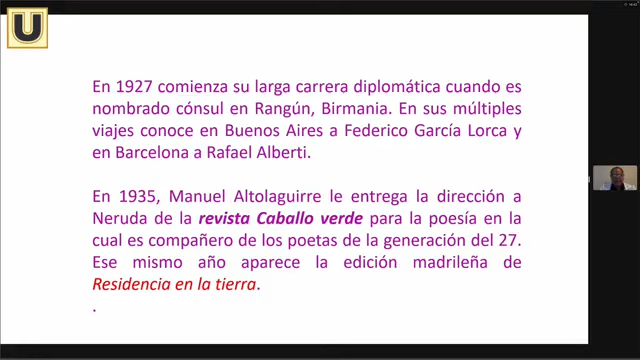 U
En 1927 comienza su larga carrera diplomática cuando es
nombrado cónsul en Rangún, Birmania. En sus múltiples
viajes conoce en Buenos Aires a Federico García Lorca y
en Barcelona a Rafael Alberti.
En 1935, Manuel Altolaguirre le entrega la dirección a
Neruda de la revista Caballo verde para la poesía en la
cual es compañero de los poetas de la generación del 27.
Ese mismo año aparece la edición madrileña de
Residencia en la tierra.
.